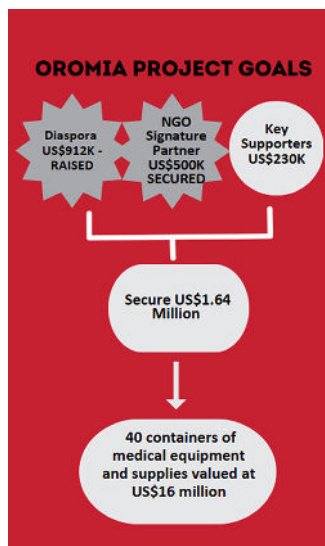 OROMIA PROJECT GOALS
Diaspora
US$912K -
RAISED
NGO
Signature
Partner
US$500K
SECURED
Key
Supporters
US$230K
Secure US$1.64
Million
40 containers of
medical equipment
and supplies valued at
US$16 million